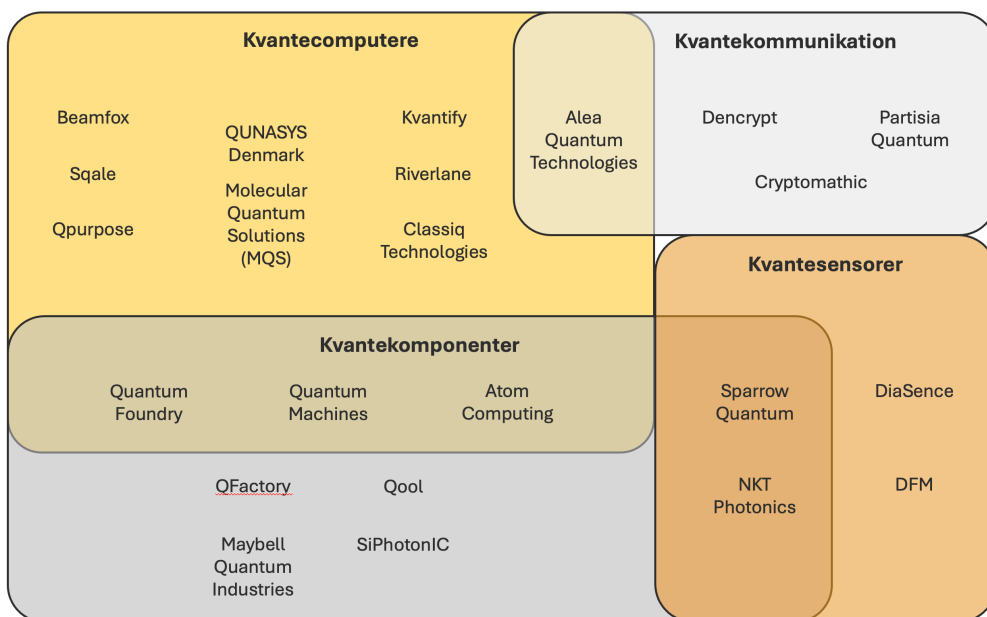 Kvantecomputere
Beamfox
Sqale
Qpurpose
QUNASYS
Denmark
Molecular
Quantum
Solutions
(MQS)
Kvantify
Riverlane
Classiq
Technologies
Alea
Quantum
Technologies
Kvantekommunikation
Dencrypt
Partisia
Quantum
Cryptomathic
Kvantekomponenter
Quantum
Foundry
Quantum
Machines
Atom
Computing
QFactory
Qool
Maybell
Quantum
Industries
SiPhotonIC
Kvantesensorer
Sparrow
Quantum
NKT
Photonics
DiaSence
DFM